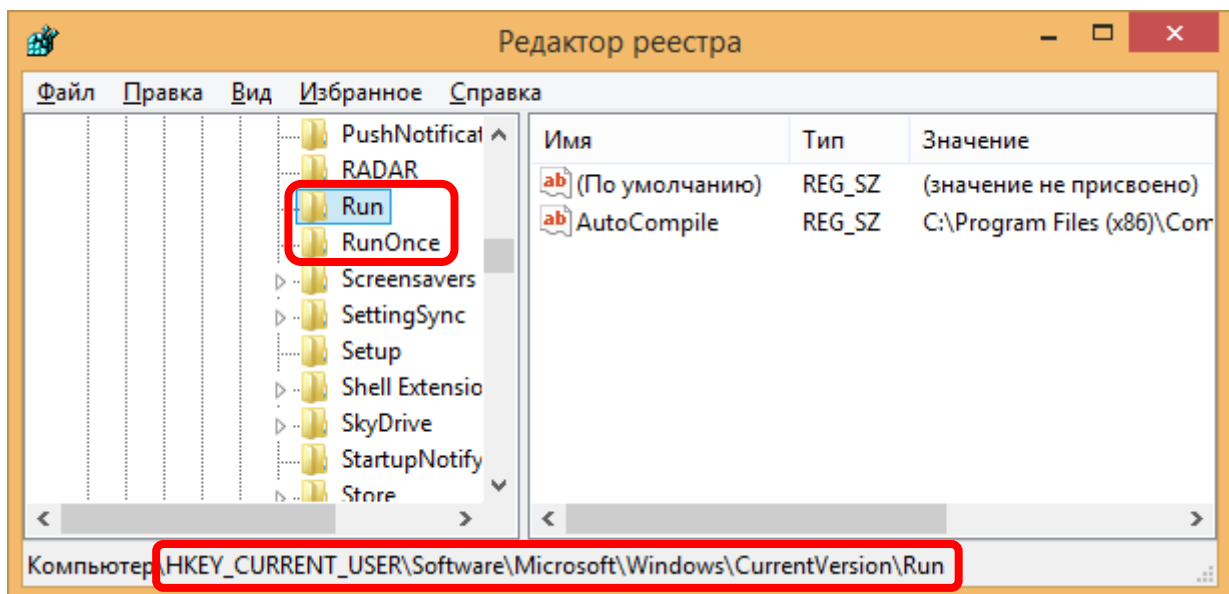 Редактор реестра
Файл Правка Вид Избранное Справка
PushNotificat
RADAR
Run
RunOnce
Screensavers
SettingSync
Setup
Shell Extensio
SkyDrive
StartupNotify
Store
Имя Тип Значение
ab (По умолчанию) REG_SZ (значение не присвоено)
ab AutoCompile REG_SZ C:\Program Files (x86)\Com
Компьютер\HKEY_CURRENT_USER\Software\Microsoft\Windows\CurrentVersion\Run